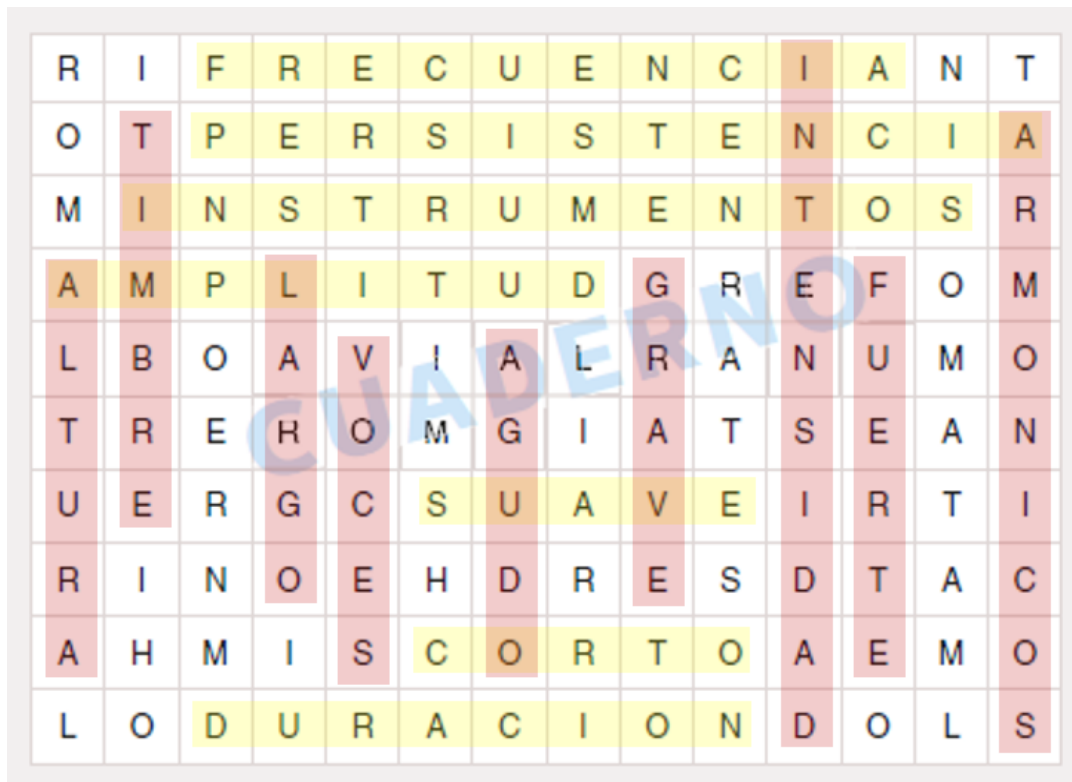 R I F R E C U E N C I A N T
O T P E R S I S T E N C I A
M I N S T R U M E N T O S R
A M P L I T U D G R E F O M
L B O A V I A L R A N U M O
T R E R O M G I A T S E A N
U E R G C S U A V E I R T I
R I N O E H D R E S D T A C
A H M I S C O R T O A E M O
L O D U R A C I O N D O L S
CUADERNO